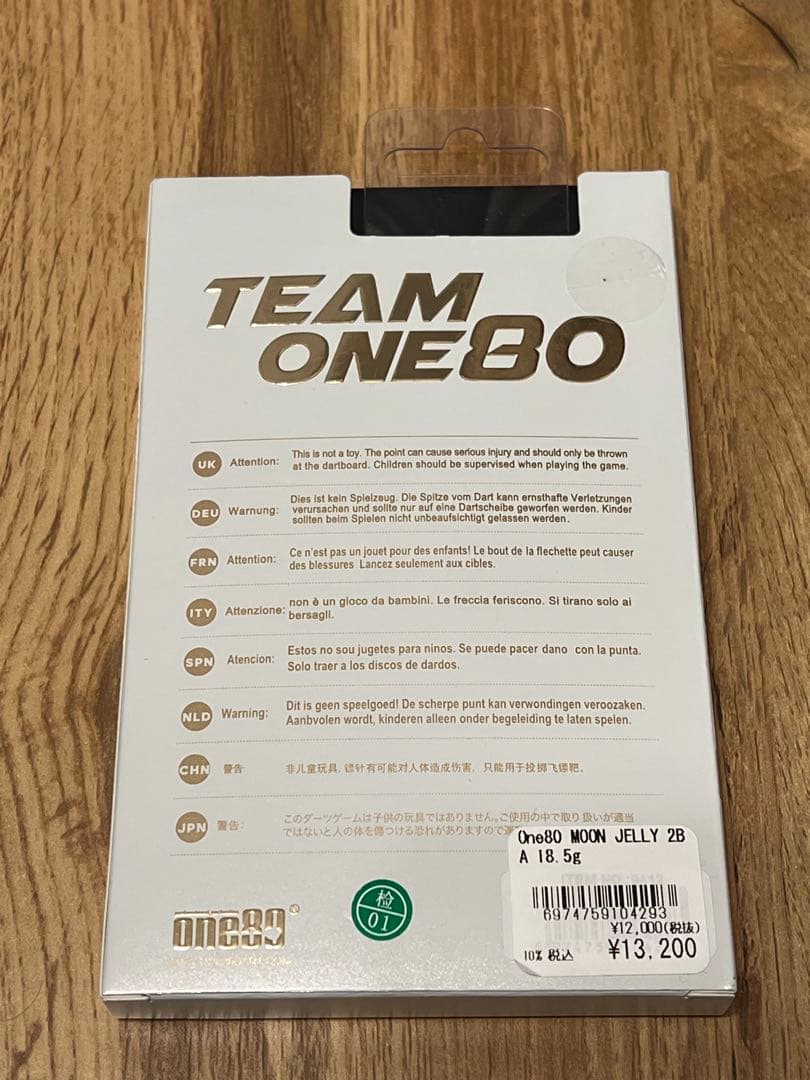 TEAM
ONE80
UK Attention: This is not a toy. The point can cause serious injury and should only be thrown
at the dartboard. Children should be supervised when playing the game.
DEU Warnung: Dies ist kein Spielzeug. Die Spitze vom Dart kann ernsthafte Verletzungen
verursachen und sollte nur auf eine Dartscheibe geworfen werden. Kinder
sollten beim Spielen nicht unbeaufsichtigt gelassen werden.
FRN Attention: Ce n'est pas un jouet pour des enfants! Le bout de la flechette peut causer
des blessures Lancez seulement aux cibles.
ITY Attenzione: non è un gioco da bambini. Le freccia feriscono. Si tirano solo ai
bersagli.
SPN Atencion: Estos no sou jugetes para ninos. Se puede pacer dano con la punta.
Solo traer a los discos de dardos.
NLD Warning: Dit is geen speelgoed! De scherpe punt kan verwondingen veroozaken.
Aanbvolen wordt, kinderen alleen onder begeleiding te laten spelen.
CHN 警告: 非儿童玩具, 镖针有可能对人体造成伤害, 只能用于投掷飞镖靶。
JPN 警告: このダーツゲームは子供の玩具ではありません。ご使用の中で取り扱いが適当
ではないと人の体を傷つける恐れがありますので
One80 MOON JELLY 2B
A 18.5g
6974759104293
¥12,000(税抜)
10% 税込 ¥13,200
検
01
one80®